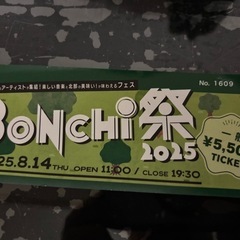 アーティストが集結！美しい音楽と北部の美味い！が味わえるフェス
No. 1609
BONCHi祭
2025
25.8.14 THU OPEN 11:00 / CLOSE 19:30
¥5,50
TICKE